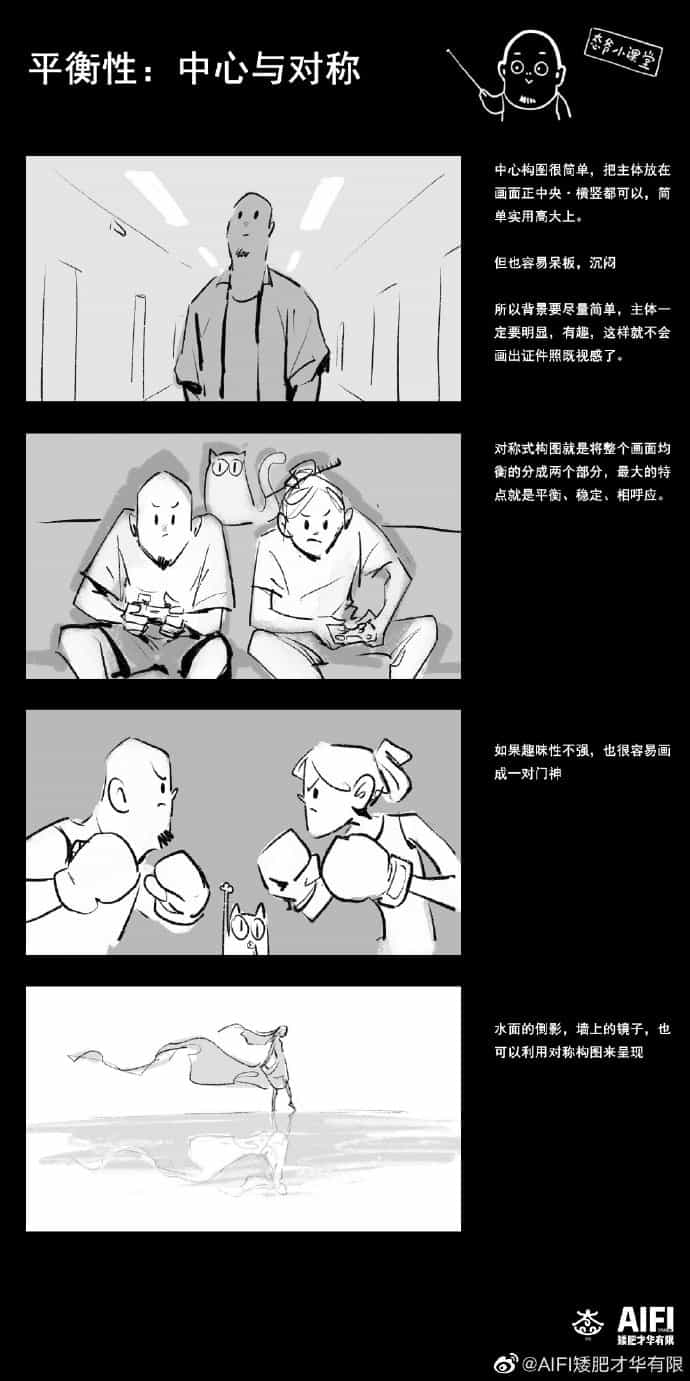 平衡性：中心与对称
态爷小课堂
中心构图很简单，把主体放在
画面正中央·横竖都可以，简
单实用高大上。
但也容易呆板，沉闷
所以背景要尽量简单，主体一
定要明显，有趣，这样就不会
画出证件照既视感了。
对称式构图就是将整个画面均
衡的分成两个部分，最大的特
点就是平衡、稳定、相呼应。
如果趣味性不强，也很容易画
成一对门神
水面的倒影，墙上的镜子，也
可以利用对称构图来呈现
AIFI
矮肥才华有限
@AIFI矮肥才华有限